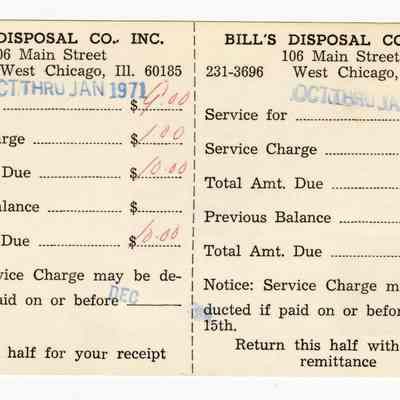 DISPOSAL CO., INC.
06 Main Street
West Chicago, Ill. 60185
OCT. THRU JAN 1971
$ 9.00
arge $ 1.00
Due $ 10.00
alance $
Due $ 10.00
vice Charge may be de-
aid on or before DEC
half for your receipt
BILL'S DISPOSAL CO
106 Main Street
231-3696 West Chicago,
OCT. THRU JAN
Service for
Service Charge
Total Amt. Due
Previous Balance
Total Amt. Due
Notice: Service Charge m
ducted if paid on or befor
15th.
Return this half with
remittance